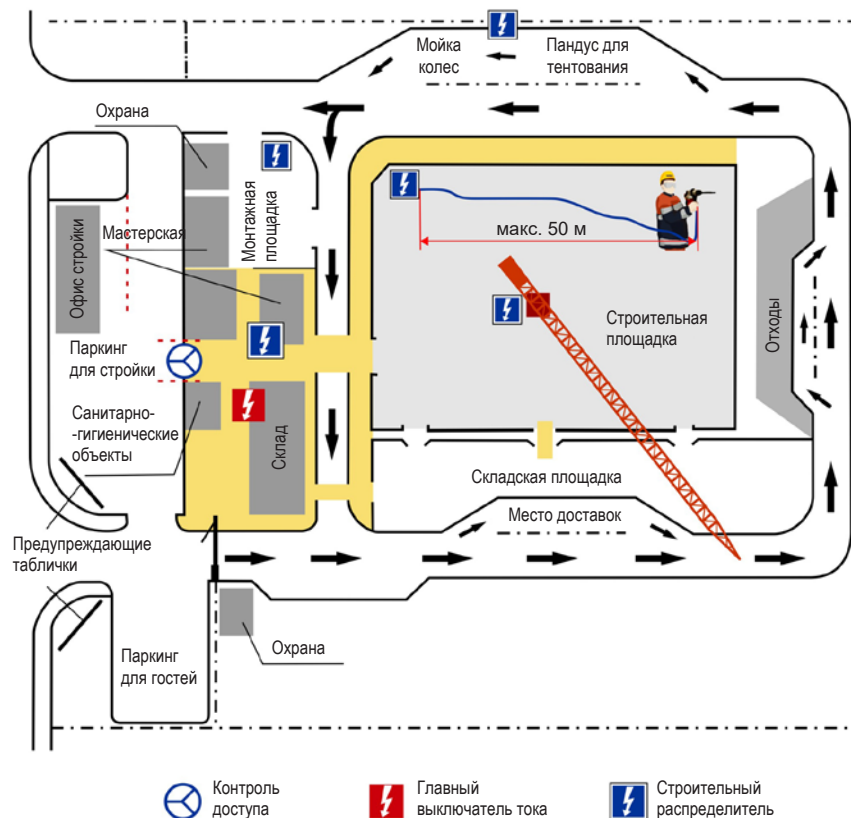 Мойка
колес
Пандус для
тентования
Охрана
Монтажная
площадка
Мастерская
макс. 50 м
Офис стройки
Строительная
площадка
Отходы
Паркинг
для стройки
Санитарно-
-гигиенические
объекты
Склад
Складская площадка
Место доставок
Предупреждающие
таблички
Охрана
Паркинг
для гостей
Контроль
доступа
Главный
выключатель тока
Строительный
распределитель